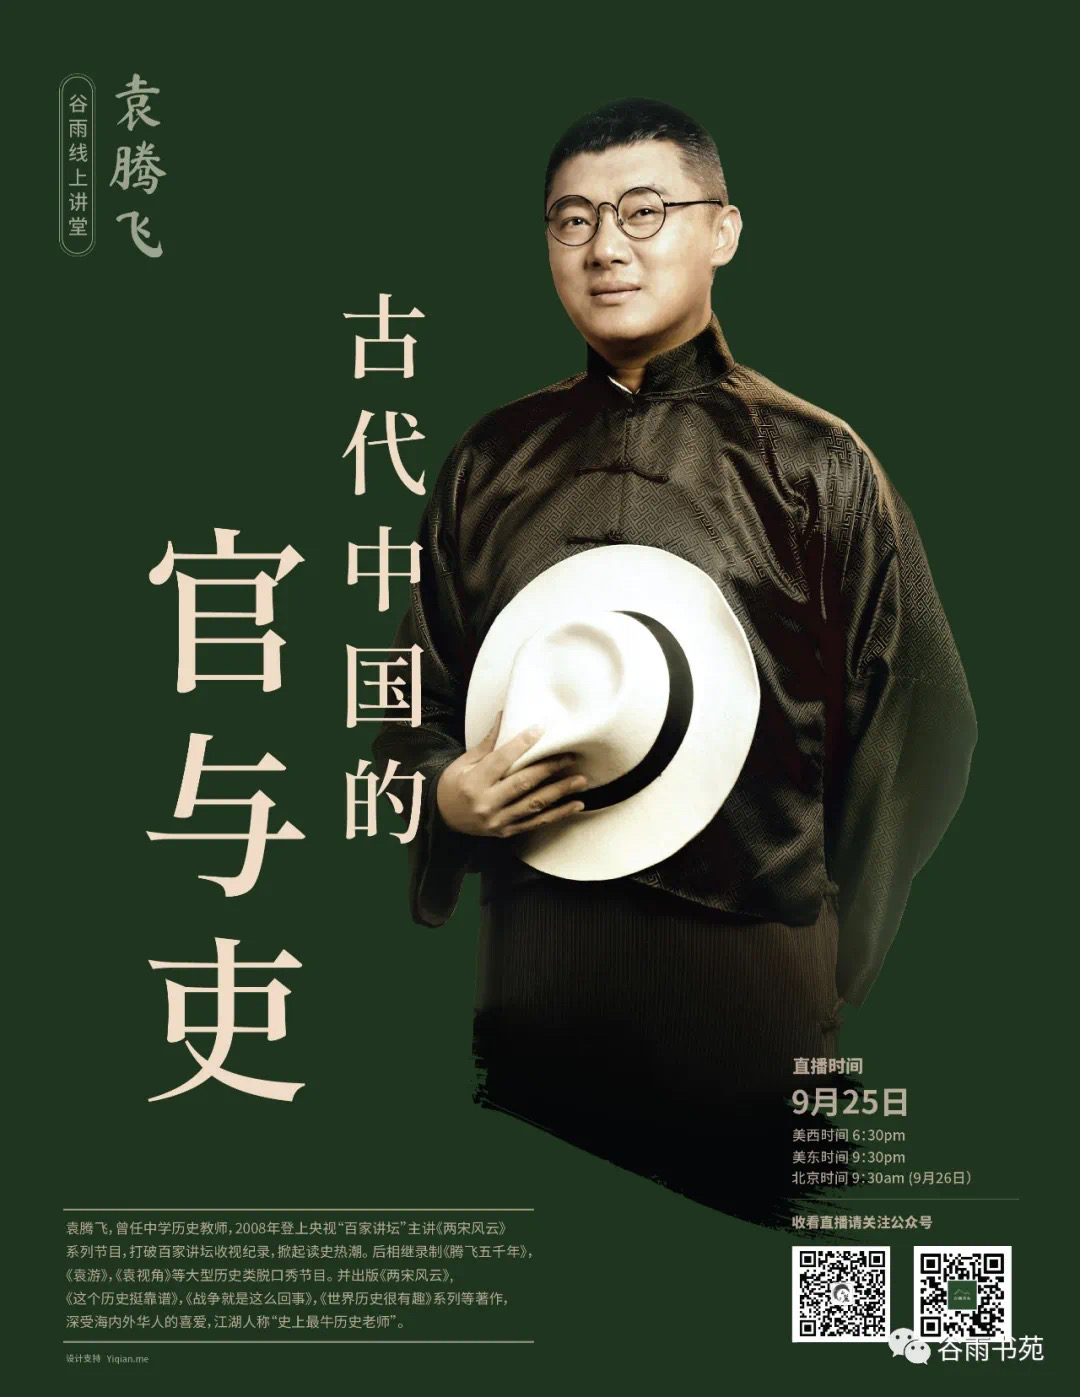 袁腾飞
谷雨线上讲堂
古代中国的
官与吏
直播时间
9月25日
美西时间 6:30pm
美东时间 9:30pm
北京时间 9:30am (9月26日)
收看直播请关注公众号
袁腾飞,曾任中学历史教师,2008年登上央视“百家讲坛”主讲《两宋风云》
系列节目,打破百家讲坛收视纪录,掀起读史热潮。后相继录制《腾飞五千年》,
《袁游》,《袁视角》等大型历史类脱口秀节目。并出版《两宋风云》,
《这个历史挺靠谱》,《战争就是这么回事》,《世界历史很有趣》系列等著作,
深受海内外华人的喜爱,江湖人称“史上最牛历史老师”。
设计支持 Yiqian.me
谷雨书苑